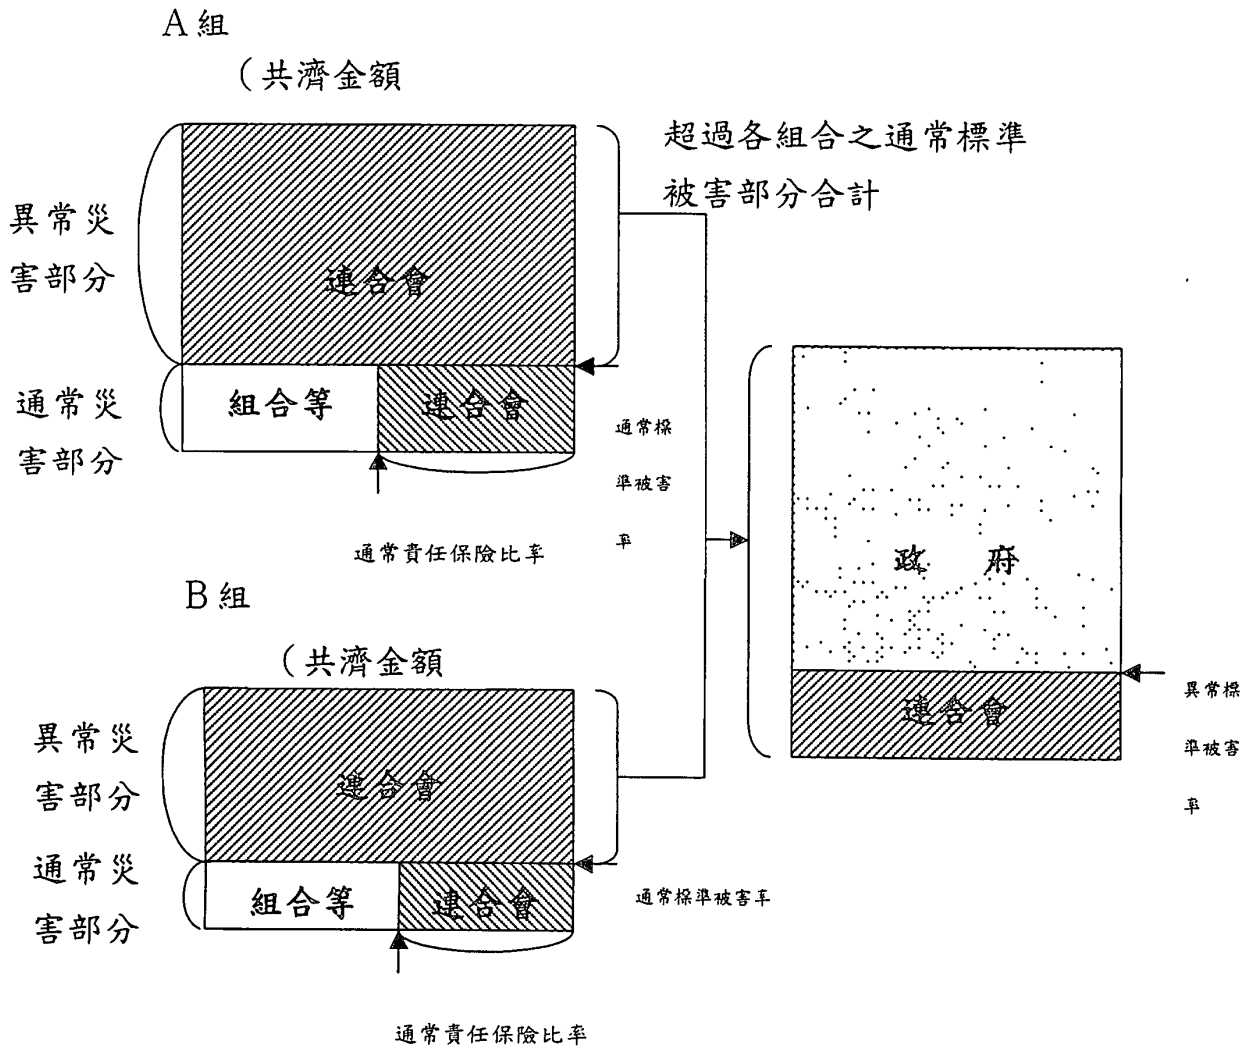 A組
（共濟金額
超過各組合之通常標準
被害部分合計
異常災
害部分
連合會
通常災
害部分
組合等
連合會
通常標
準被害
率
通常責任保險比率
政 府
連合會
異常標
準被害
率
B組
（共濟金額
異常災
害部分
連合會
通常災
害部分
組合等
連合會
通常標準被害率
通常責任保險比率